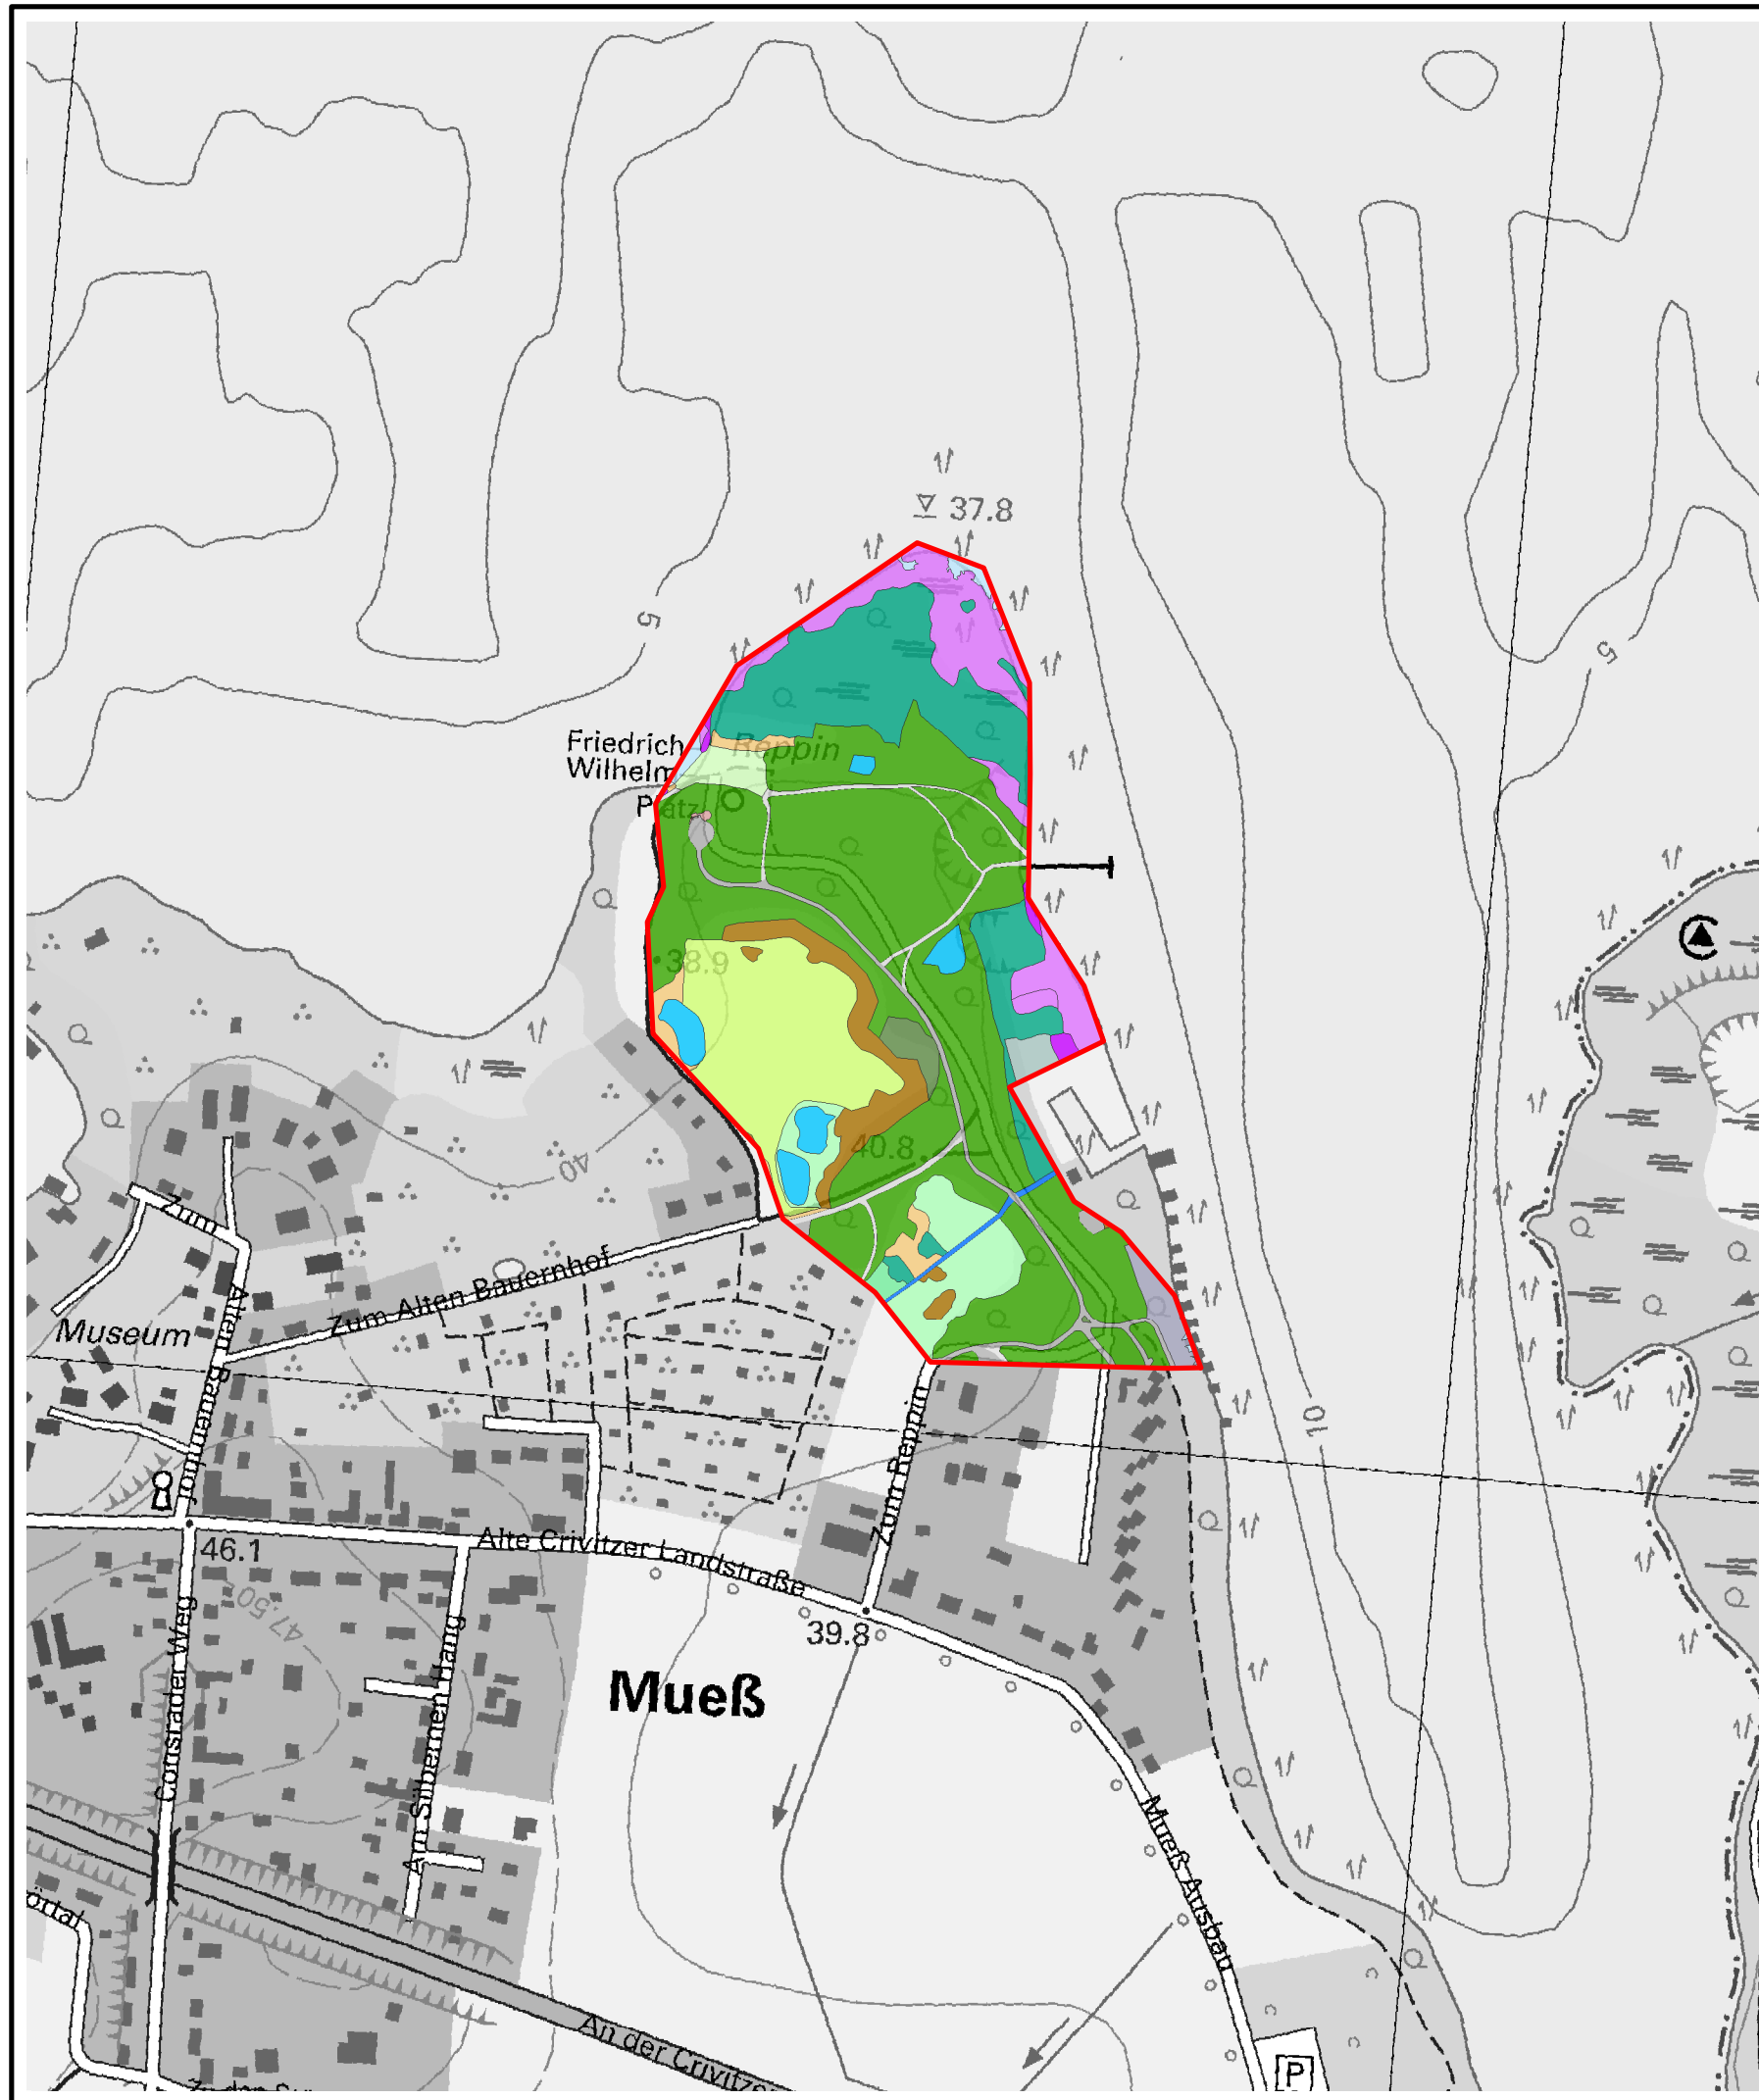 37.8
5
5
Friedrich
Wilhelm
Platz
Reppin
38.9
40
40.8
Zum
Zum Alten Bauernhof
Museum
Alten Bauernhof
Zum Reppin
10
Alte Crivitzer Landstraße
46.1
47.50
39.8
Consrader Weg
Am Silbernen Hang
Mueß
Mueß Ausbau
örtal
An der Crivitze
P